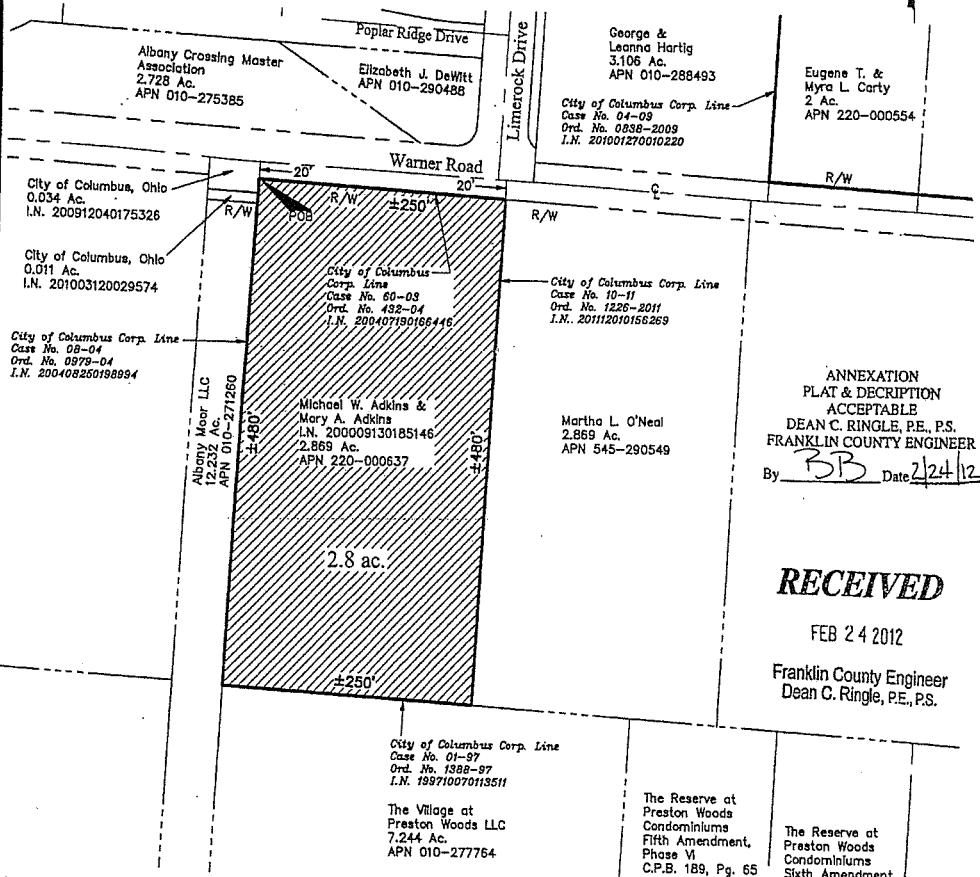 Poplar Ridge Drive
Limerock Drive
Albany Crossing Master
Association
2.728 Ac.
APN 010-275385
Elizabeth J. DeWitt
APN 010-290488
George &
Leanna Hartig
3.106 Ac.
APN 010-288493
City of Columbus Corp. Line
Case No. 04-09
Ord. No. 0838-2009
I.N. 201001270010220
Eugene T. &
Myra L. Carty
2 Ac.
APN 220-000554
Warner Road
20'
20'
R/W
±250'
R/W
R/W
R/W
CL
POB
City of Columbus, Ohio
0.034 Ac.
I.N. 200912040175326
City of Columbus, Ohio
0.011 Ac.
I.N. 201003120029574
City of Columbus Corp. Line
Case No. 08-04
Ord. No. 0979-04
I.N. 200408250198994
City of Columbus
Corp. Line
Case No. 60-03
Ord. No. 432-04
I.N. 200407190166446
City of Columbus Corp. Line
Case No. 10-11
Ord. No. 1226-2011
I.N.. 201112010156269
Albany Moor LLC
12.232 Ac.
APN 010-271260
±480'
±480'
Michael W. Adkins &
Mary A. Adkins
I.N. 200009130185146
2.869 Ac.
APN 220-000637
Martha L. O'Neal
2.869 Ac.
APN 545-290549
2.8 ac.
±250'
ANNEXATION
PLAT & DECRIPTION
ACCEPTABLE
DEAN C. RINGLE, P.E., P.S.
FRANKLIN COUNTY ENGINEER
By BB Date 2/24/12
RECEIVED
FEB 24 2012
Franklin County Engineer
Dean C. Ringle, P.E., P.S.
City of Columbus Corp. Line
Case No. 01-97
Ord. No. 1388-97
I.N. 199710070113511
The Village at
Preston Woods LLC
7.244 Ac.
APN 010-277764
The Reserve at
Preston Woods
Condominiums
Fifth Amendment,
Phase VI
C.P.B. 189, Pg. 65
The Reserve at
Preston Woods
Condominiums
Sixth Amendment